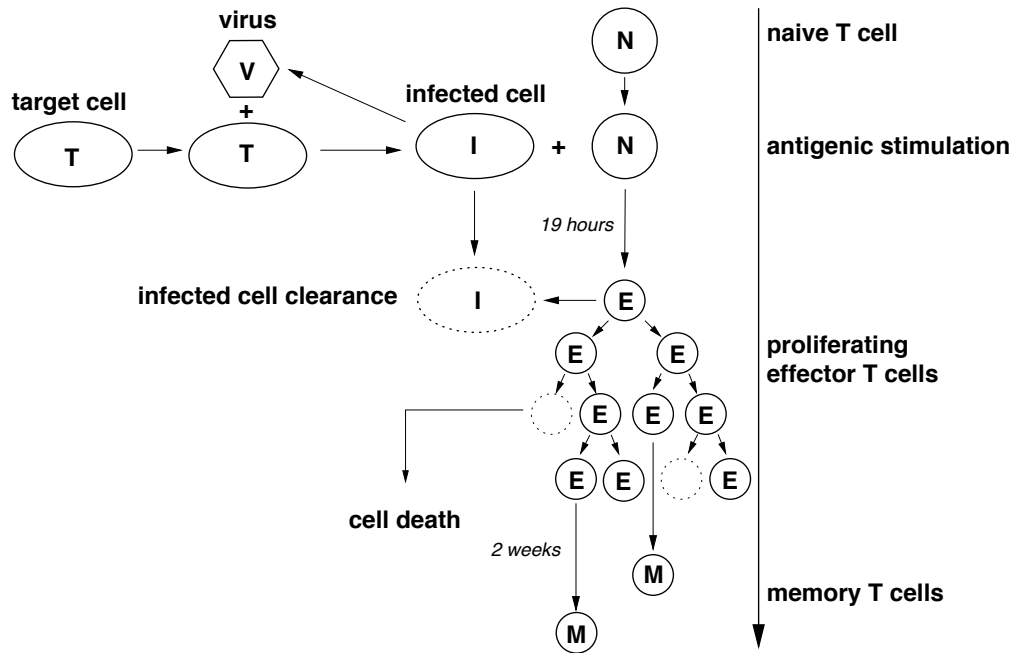 virus
naive T cell
N
V
target cell
infected cell
+
T
T
I
+
N
antigenic stimulation
19 hours
infected cell clearance
I
E
E
E
proliferating
effector T cells
E
E
E
E
E
E
cell death
2 weeks
M
memory T cells
M